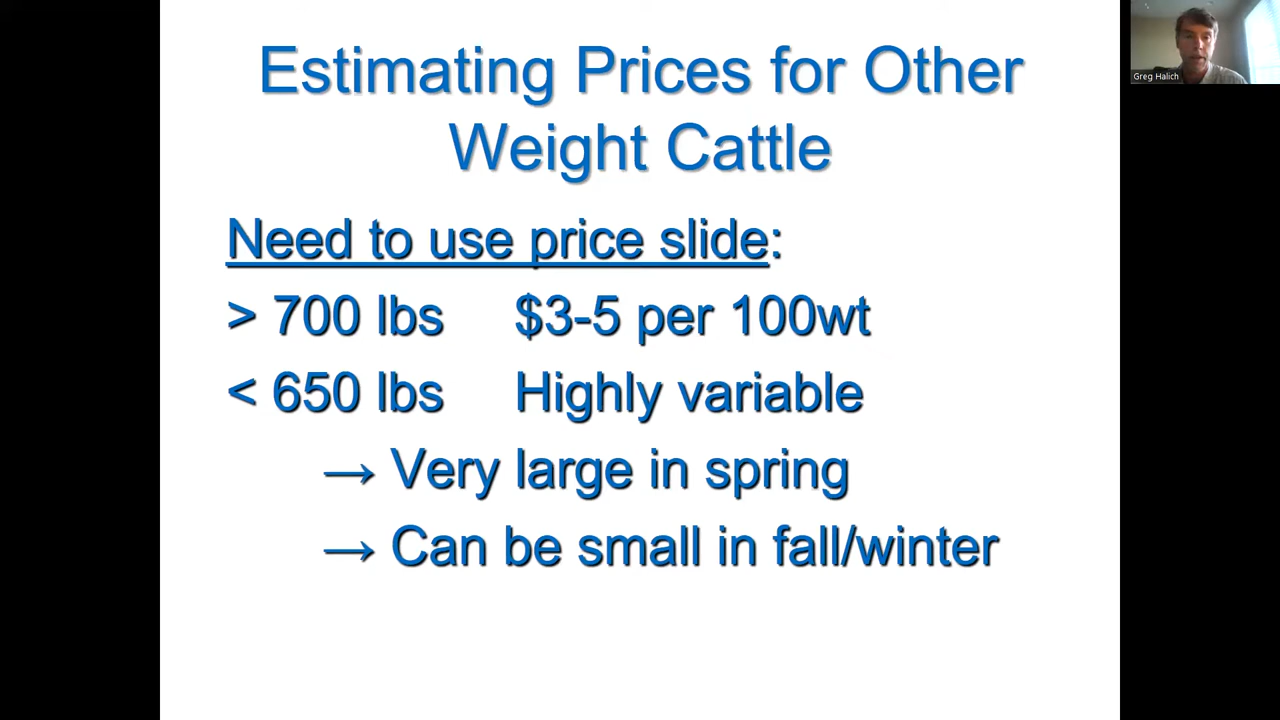 Estimating Prices for Other
Weight Cattle
Need to use price slide:
> 700 lbs $3-5 per 100wt
< 650 lbs Highly variable
→ Very large in spring
→ Can be small in fall/winter
Greg Halich